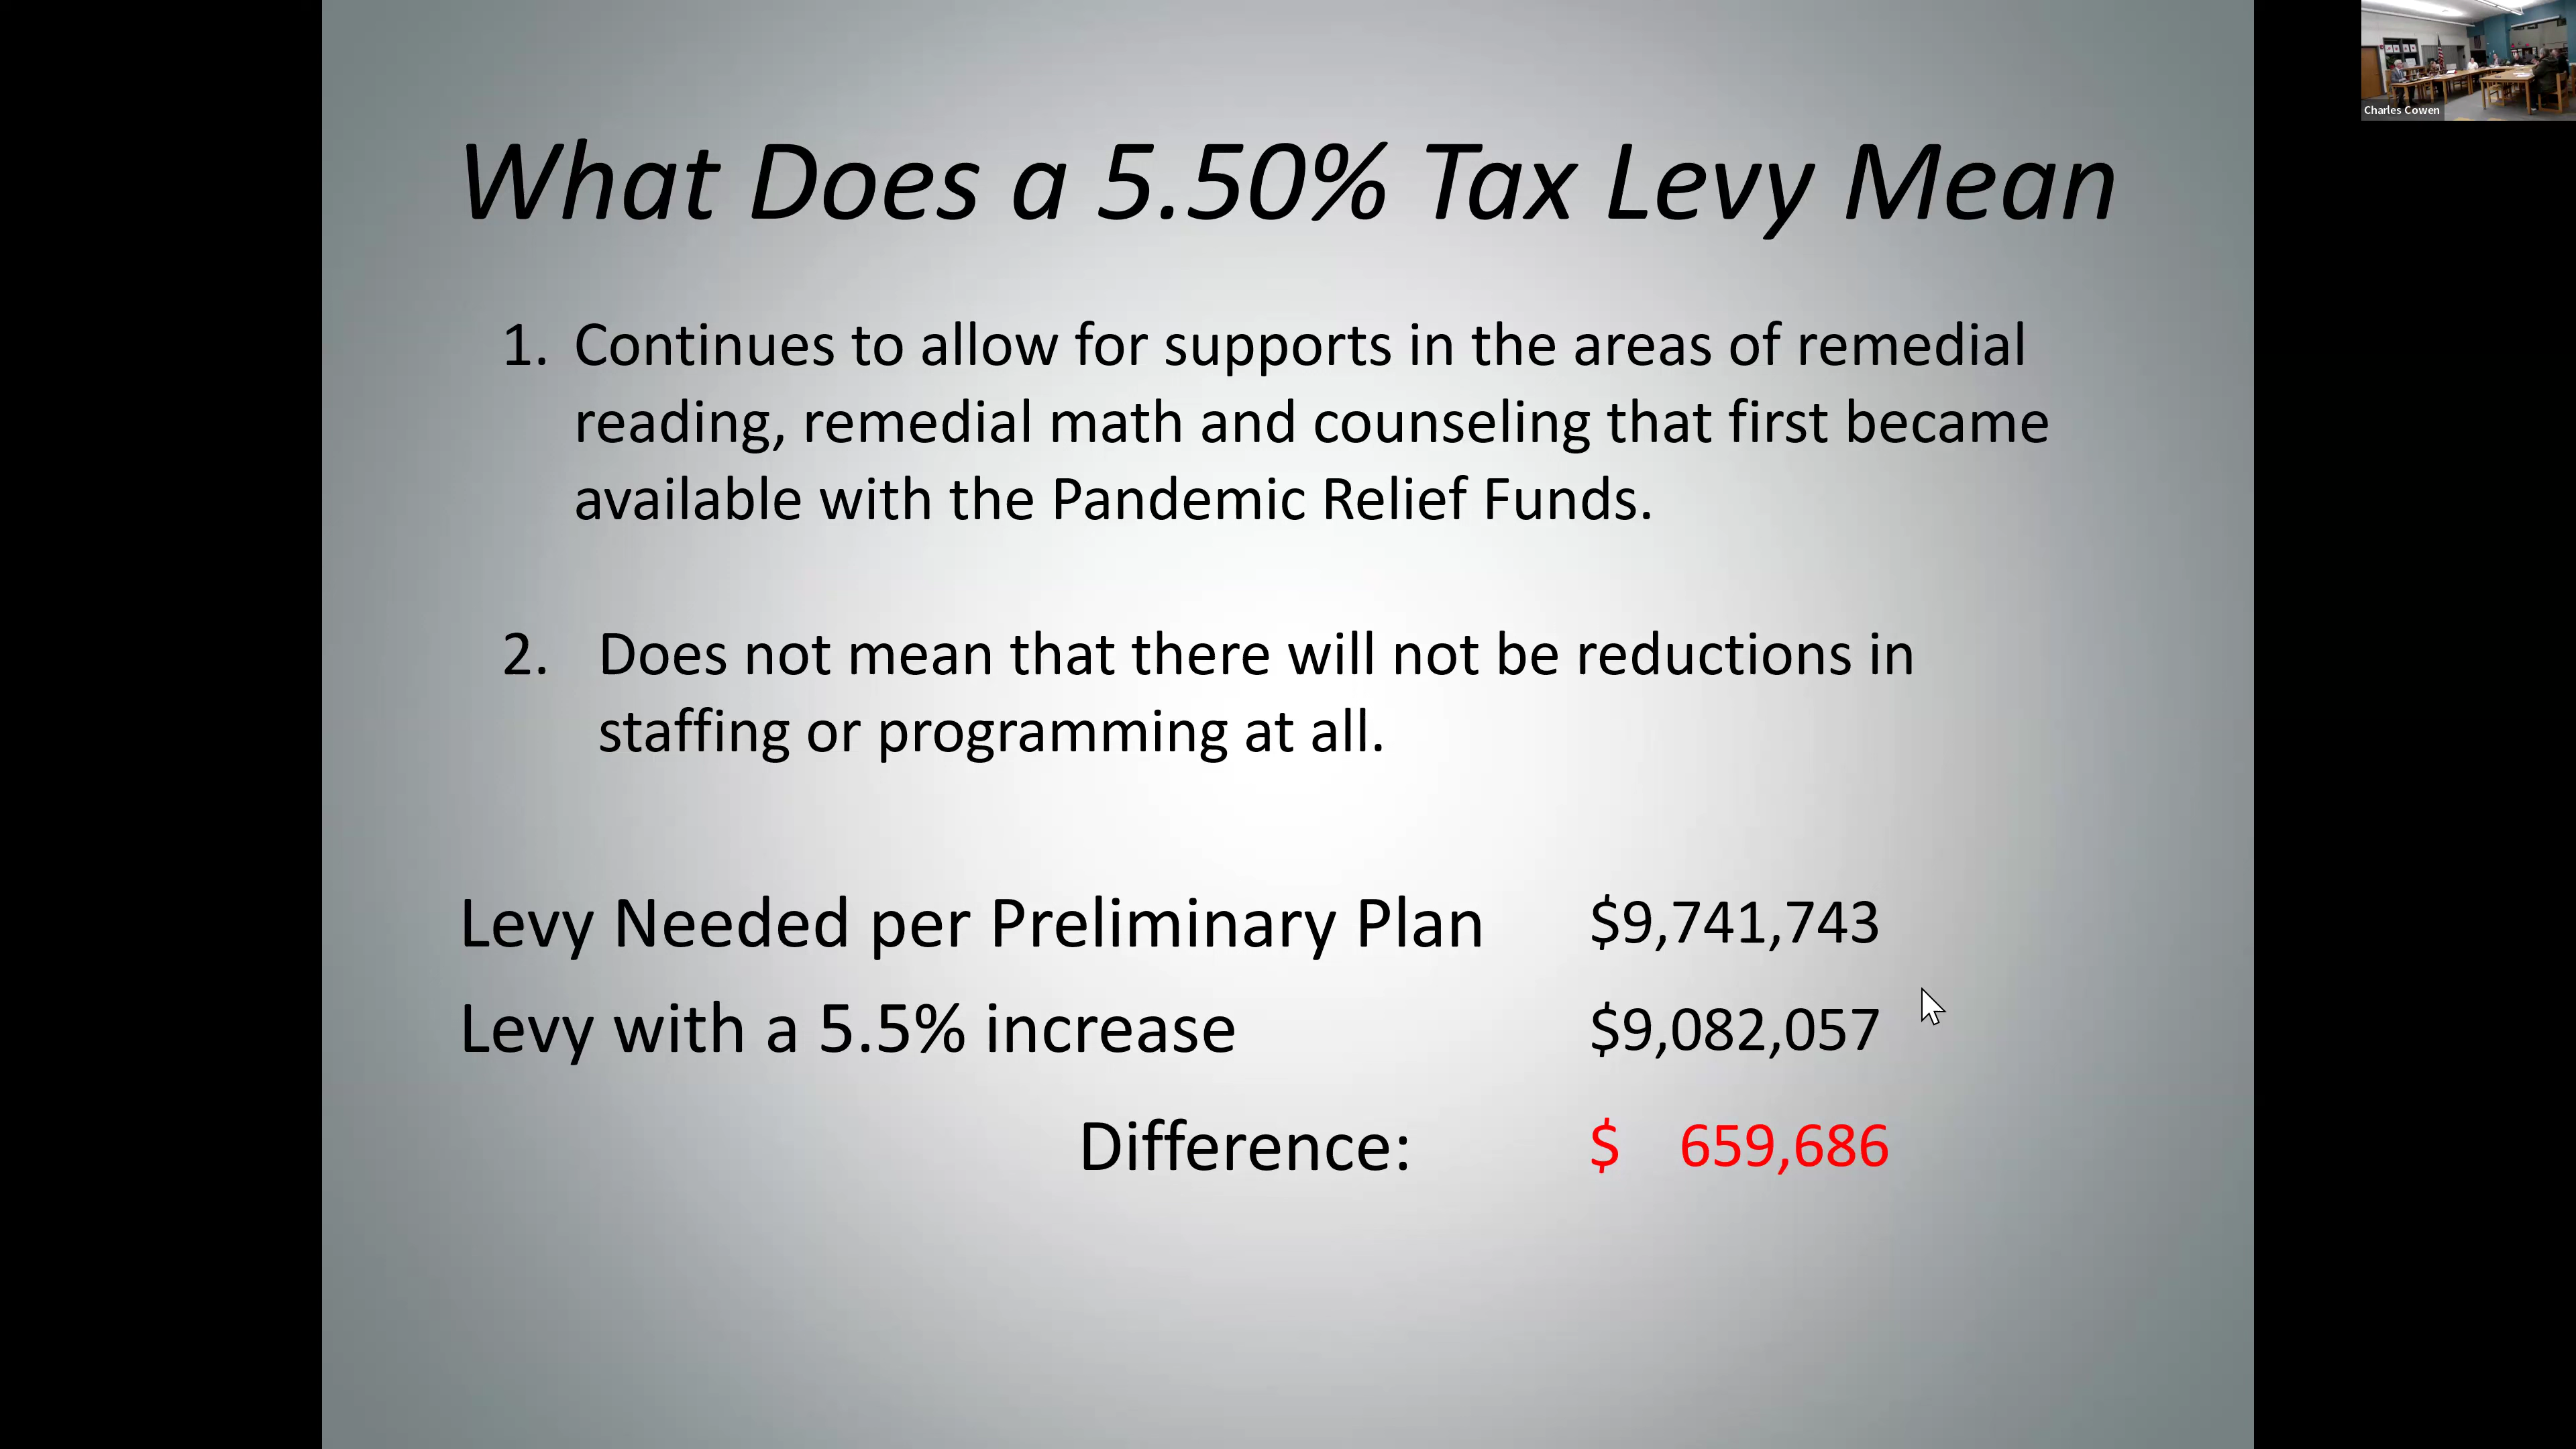 Charles Cowen
What Does a 5.50% Tax Levy Mean
1. Continues to allow for supports in the areas of remedial
reading, remedial math and counseling that first became
available with the Pandemic Relief Funds.
2. Does not mean that there will not be reductions in
staffing or programming at all.
Levy Needed per Preliminary Plan $9,741,743
Levy with a 5.5% increase $9,082,057
Difference: $ 659,686